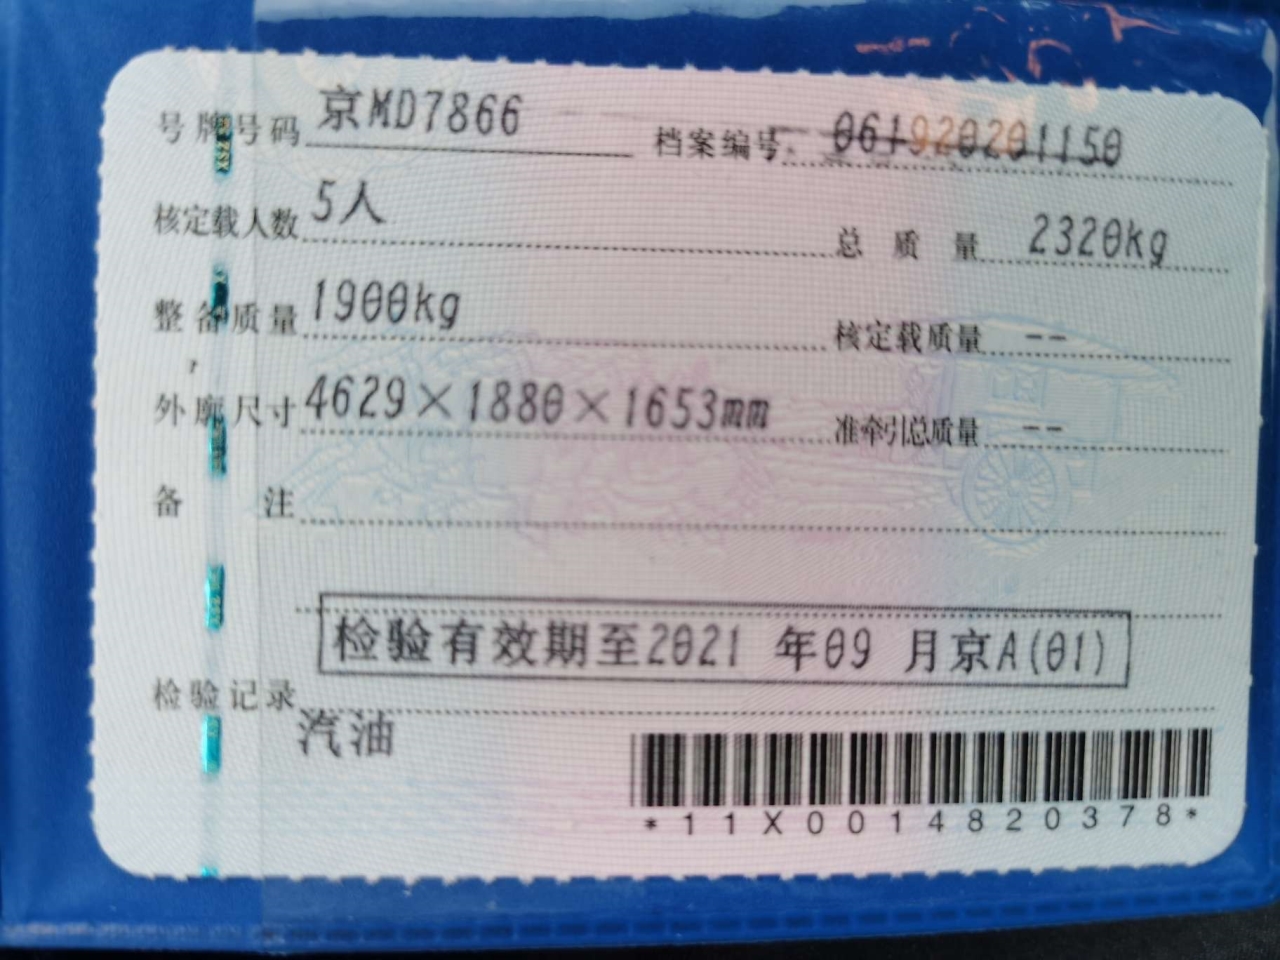 号牌号码 京MD7866 档案编号 061920201150
核定载人数 5人 总质量 2320kg
整备质量 1900kg 核定载质量 --
外廓尺寸 4629×1880×1653mm 准牵引总质量 --
备注
检验有效期至2021 年09 月京A(01)
检验记录
汽油
*11X0014820378*